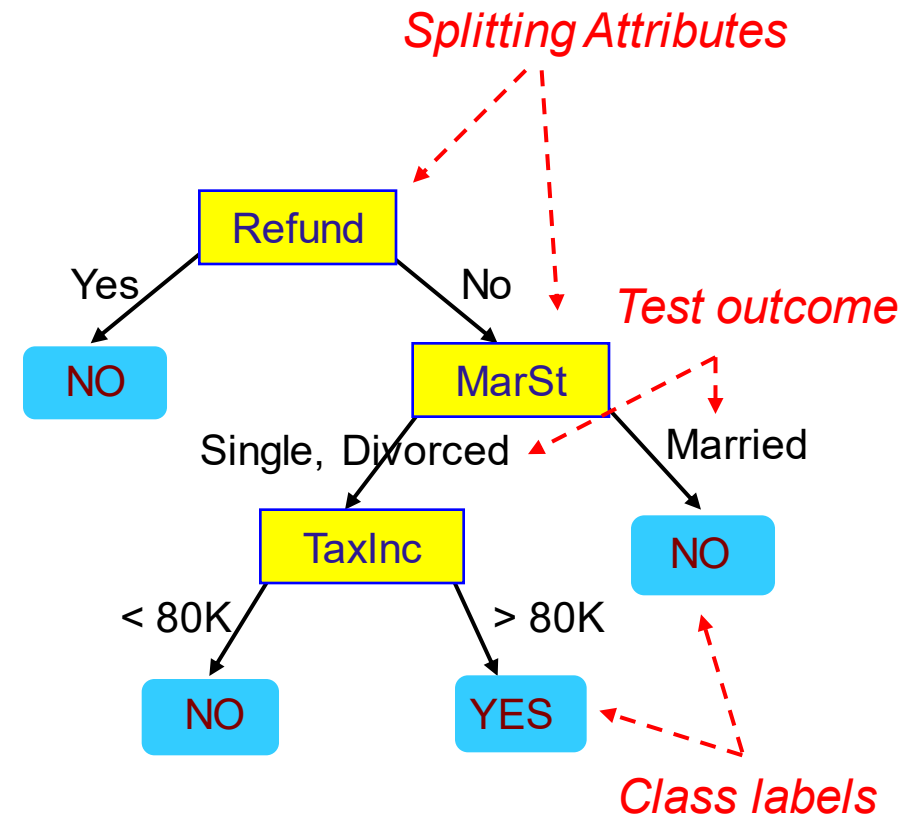 Splitting Attributes
Refund
Yes
No
Test outcome
NO
MarSt
Single, Divorced
Married
TaxInc
NO
< 80K
> 80K
NO
YES
Class labels